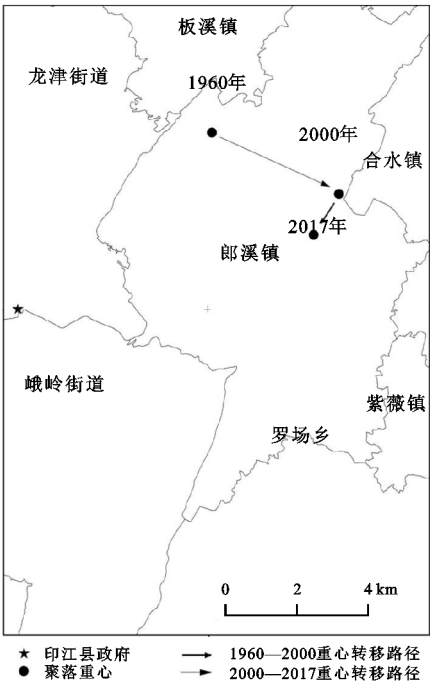 板溪镇
龙津街道
1960年
2000年
合水镇
2017年
郎溪镇
峨岭街道
紫薇镇
罗场乡
0 2 4 km
印江县政府 1960—2000重心转移路径
聚落重心 2000—2017重心转移路径